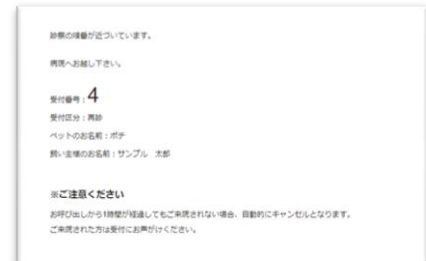 診察の順番が近づいています。
病院へお越し下さい。
受付番号：4
受付区分：再診
ペットのお名前：ポチ
飼い主様のお名前：サンプル 太郎
※ご注意ください
お呼び出しから1時間が経過してもご来院されない場合、自動的にキャンセルとなります。
ご来院された方は受付にお声がけください。